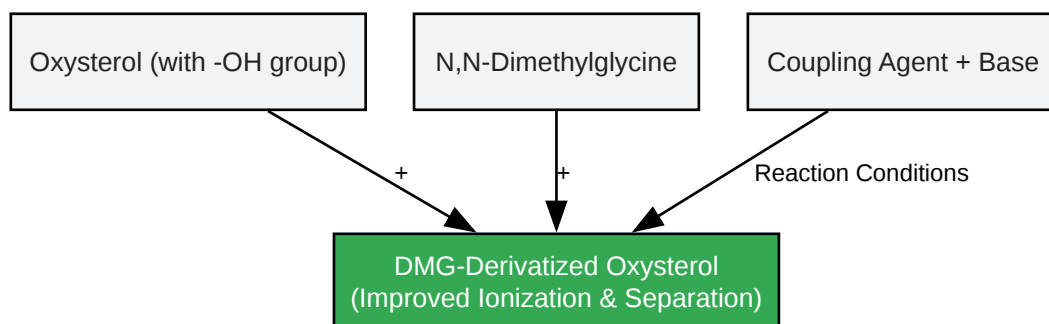 Oxysterol (with -OH group)
N,N-Dimethylglycine
Coupling Agent + Base
+
+
Reaction Conditions
DMG-Derivatized Oxysterol
(Improved Ionization & Separation)